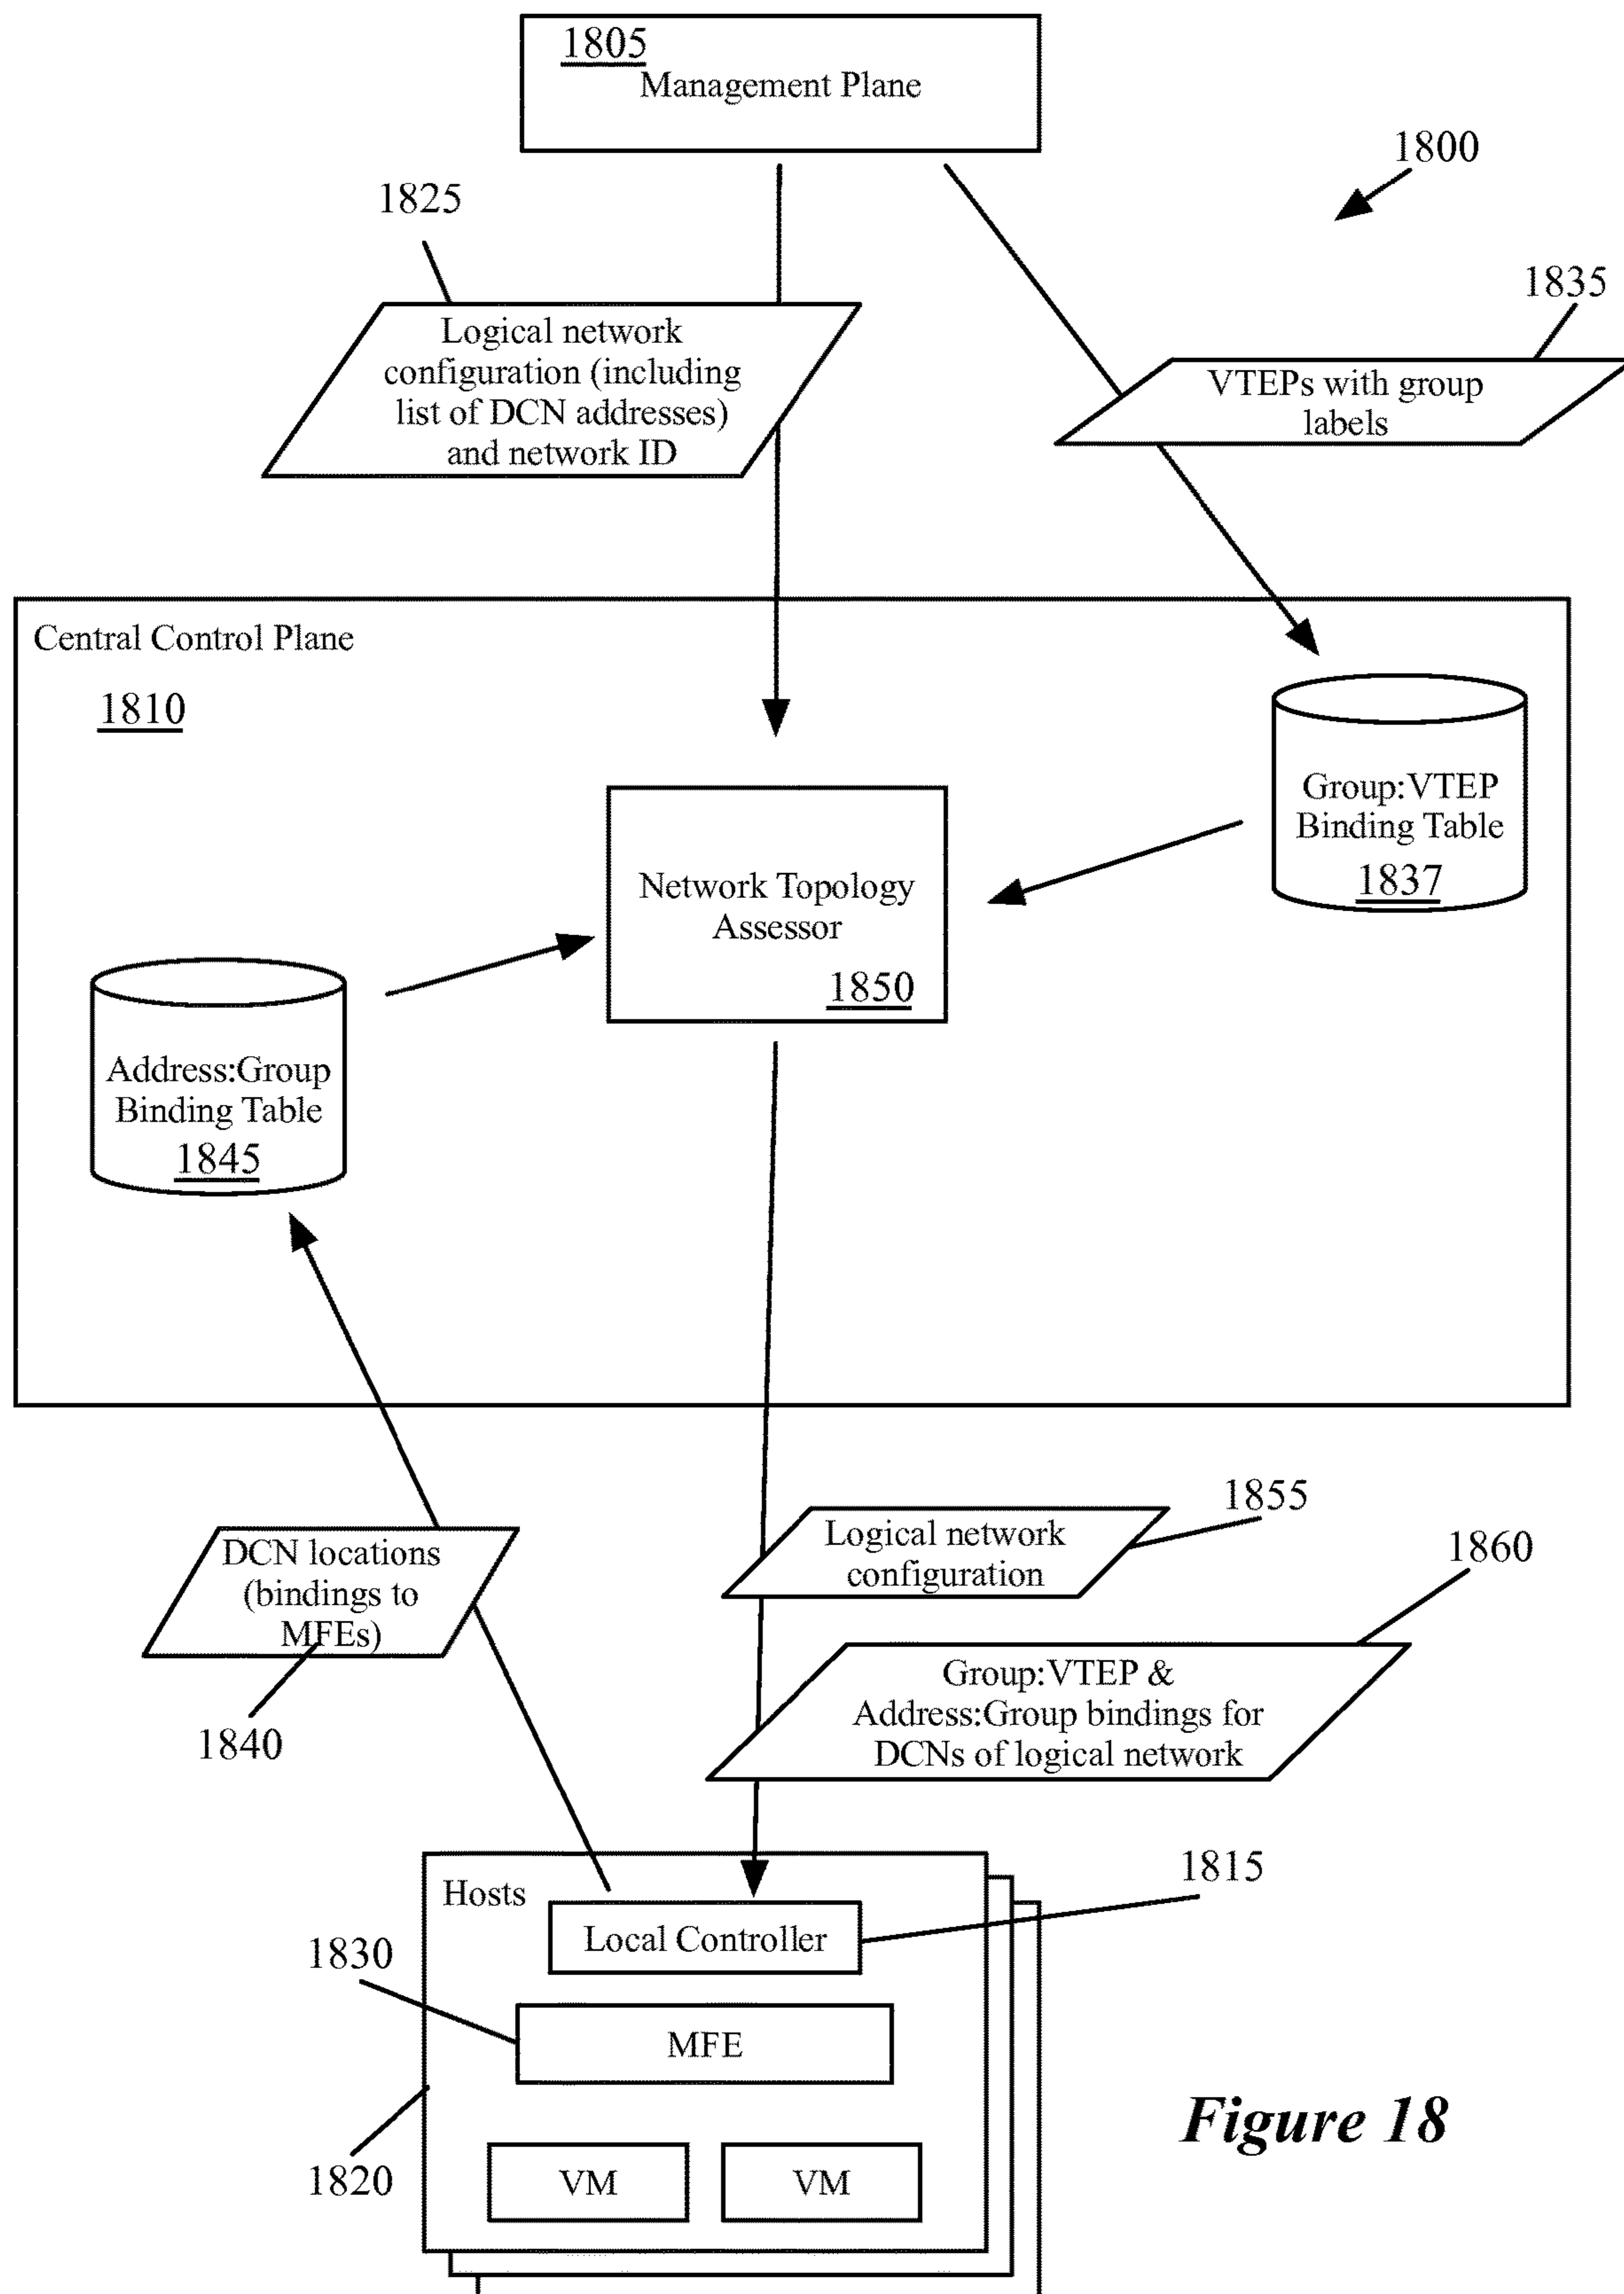 1805
Management Plane
1800
1825
1835
Logical network
configuration (including
list of DCN addresses)
and network ID
VTEPs with group
labels
Central Control Plane
1810
Group:VTEP
Binding Table
1837
Network Topology
Assessor
1850
Address:Group
Binding Table
1845
1855
Logical network
configuration
1860
DCN locations
(bindings to
MFEs)
1840
Group:VTEP &
Address:Group bindings for
DCNs of logical network
1815
Hosts
Local Controller
1830
MFE
1820
VM
VM
Figure 18